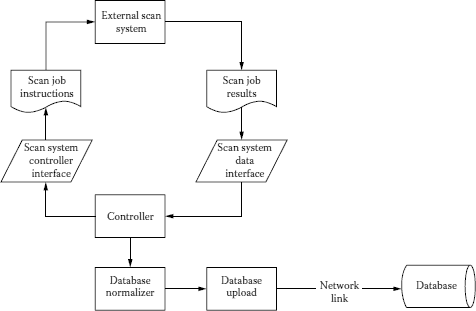 External scan
system
Scan job
instructions
Scan job
results
Scan system
controller
interface
Scan system
data
interface
Controller
Database
normalizer
Database
upload
Network
link
Database